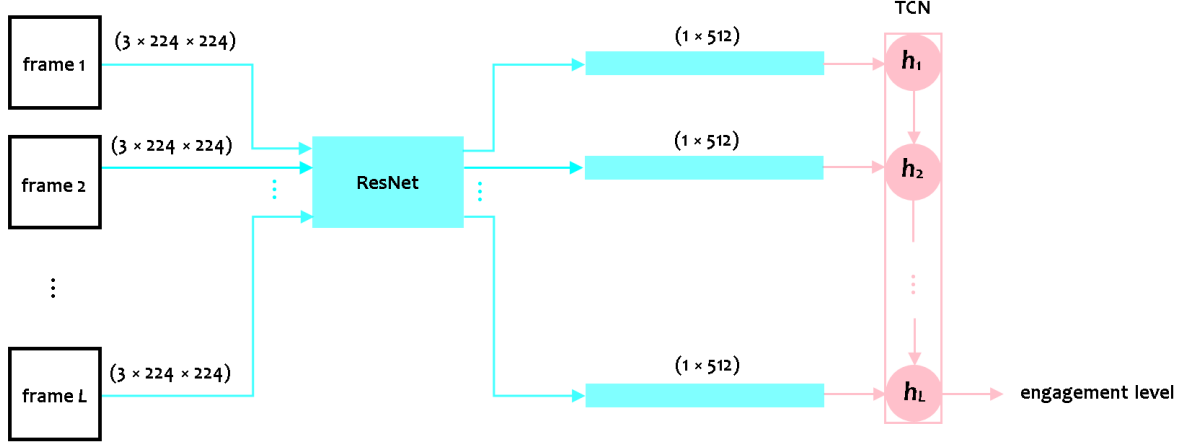 TCN
(3 × 224 × 224)
(1 × 512)
frame 1
h1
(3 × 224 × 224)
(1 × 512)
frame 2
ResNet
h2
(3 × 224 × 224)
(1 × 512)
frame L
hL
engagement level